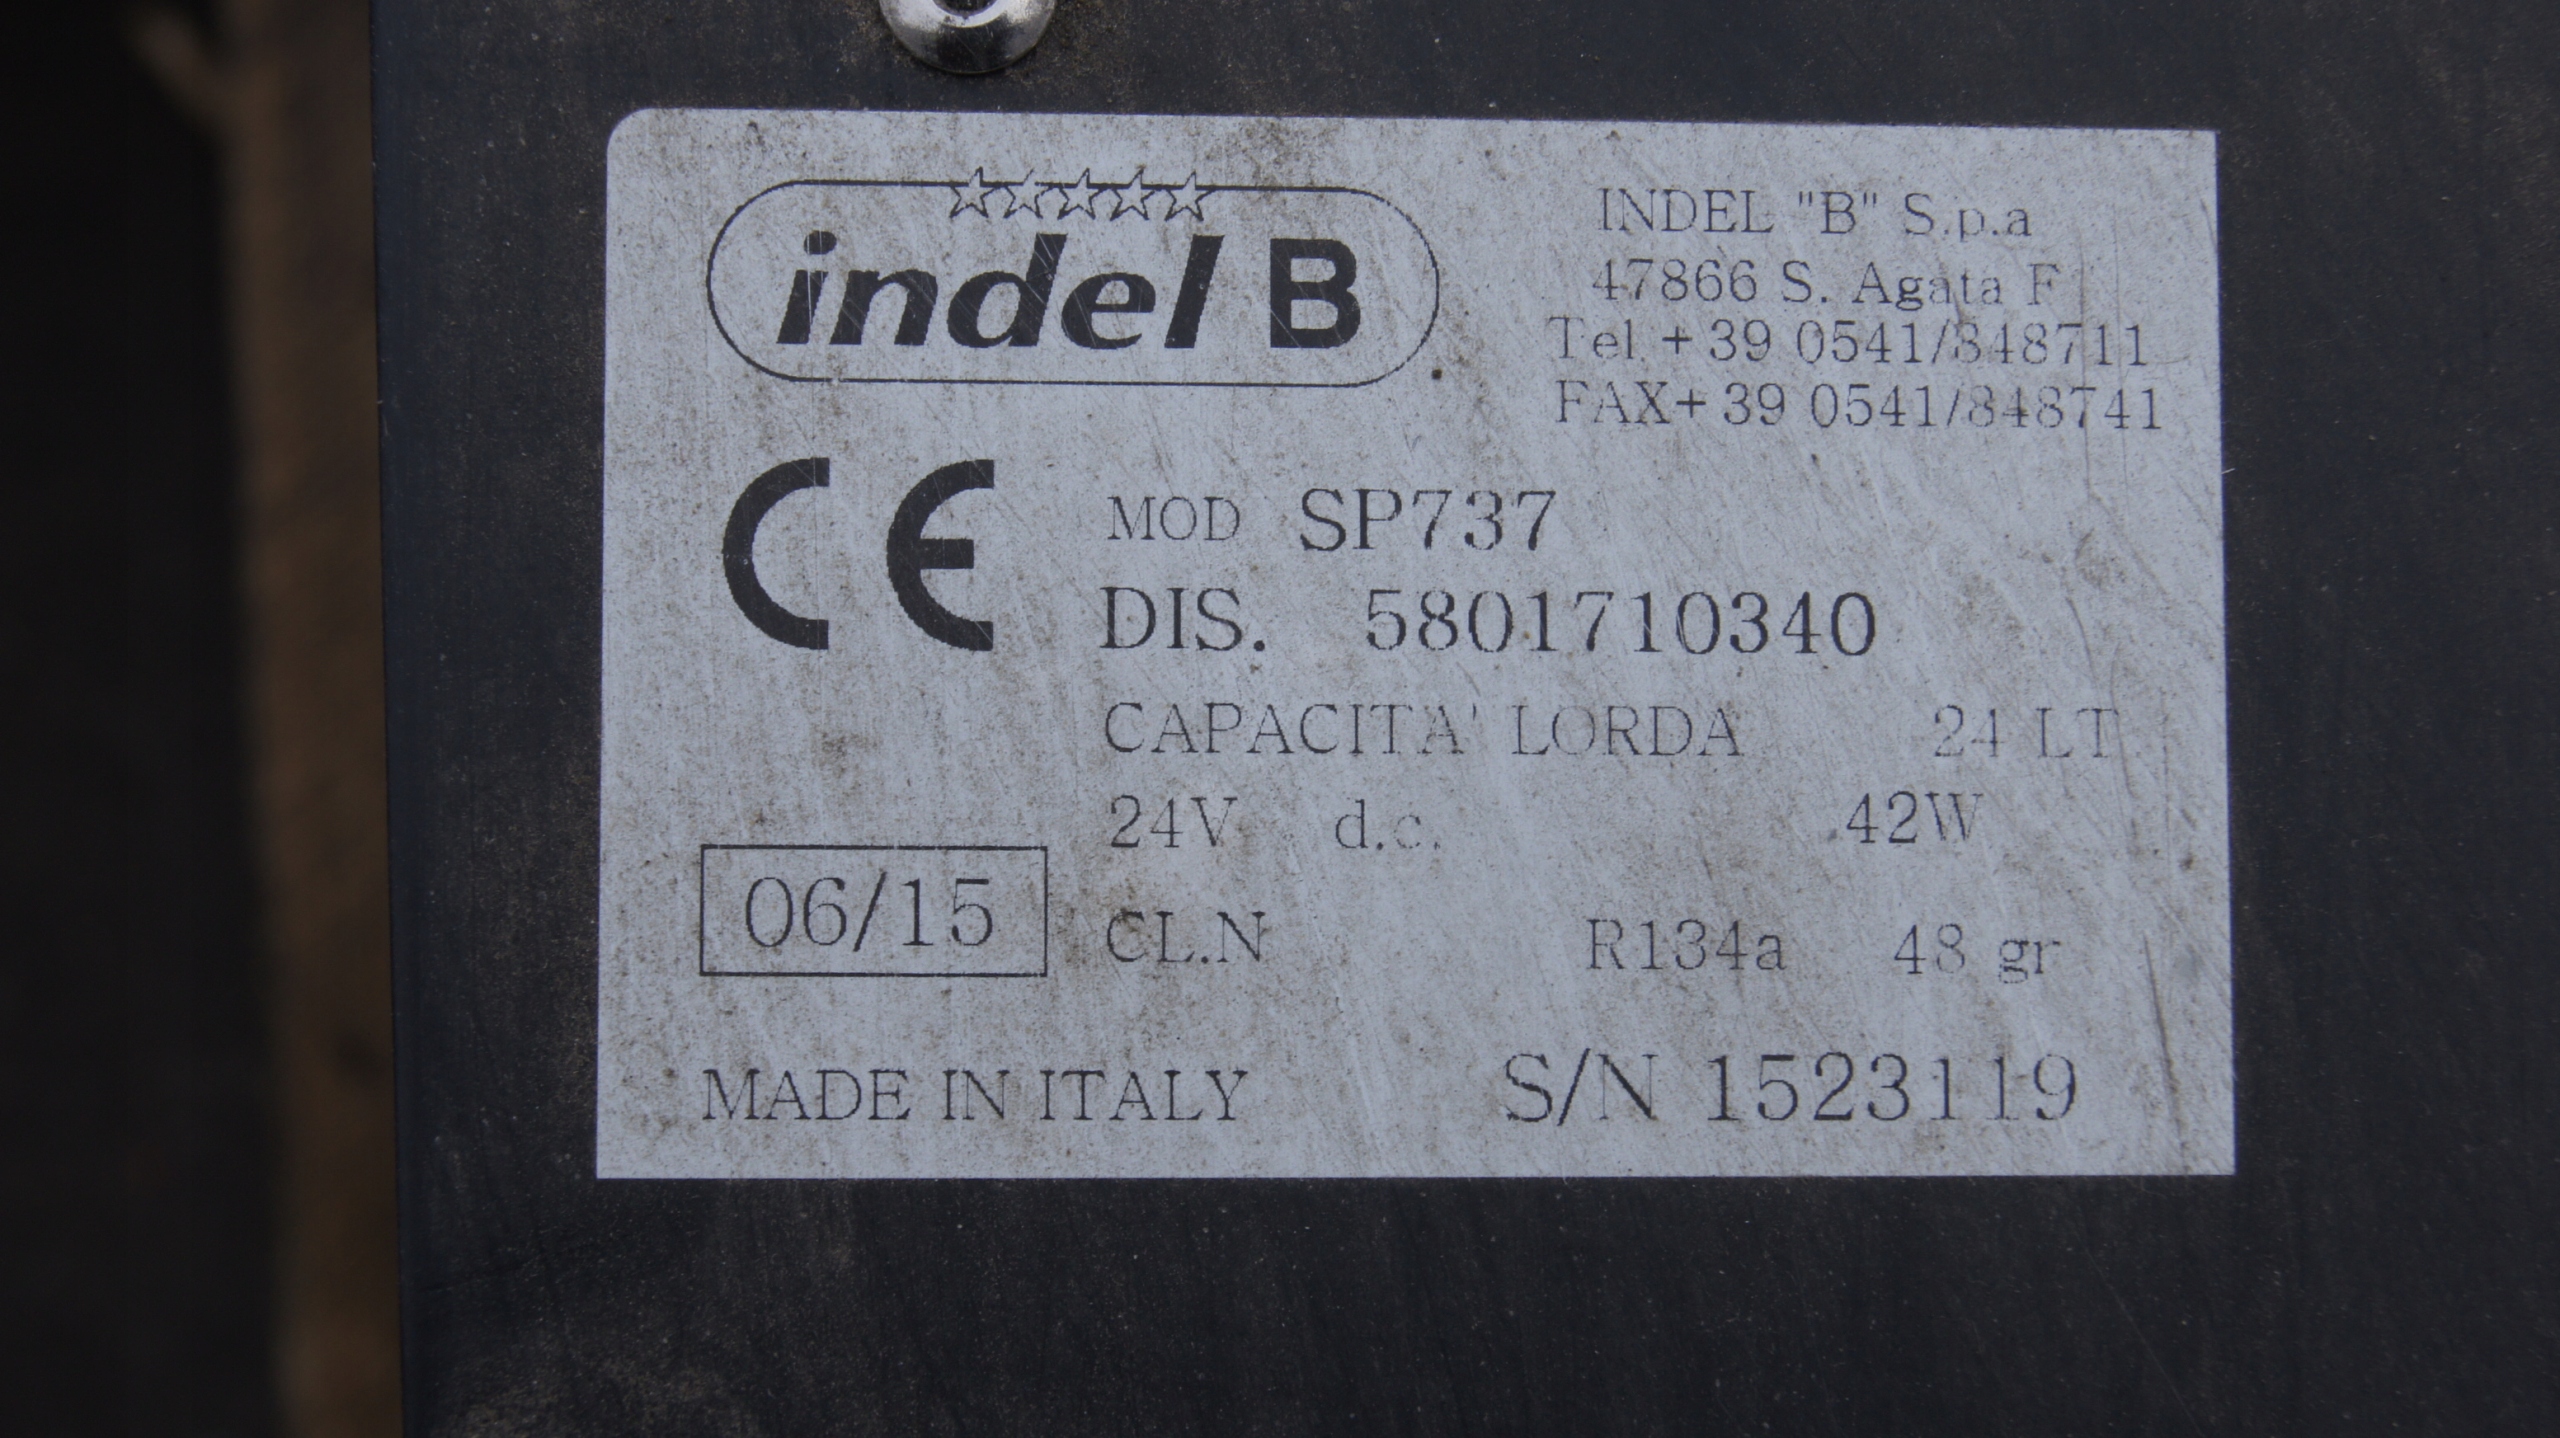 indel B
INDEL "B" S.p.a
47866 S. Agata F
Tel. +39 0541/848711
FAX+39 0541/848741
CE
MOD SP737
DIS. 5801710340
CAPACITA' LORDA 24 LT
24V d.c. 42W
06/15
CL.N R134a 48 gr
MADE IN ITALY S/N 1523119